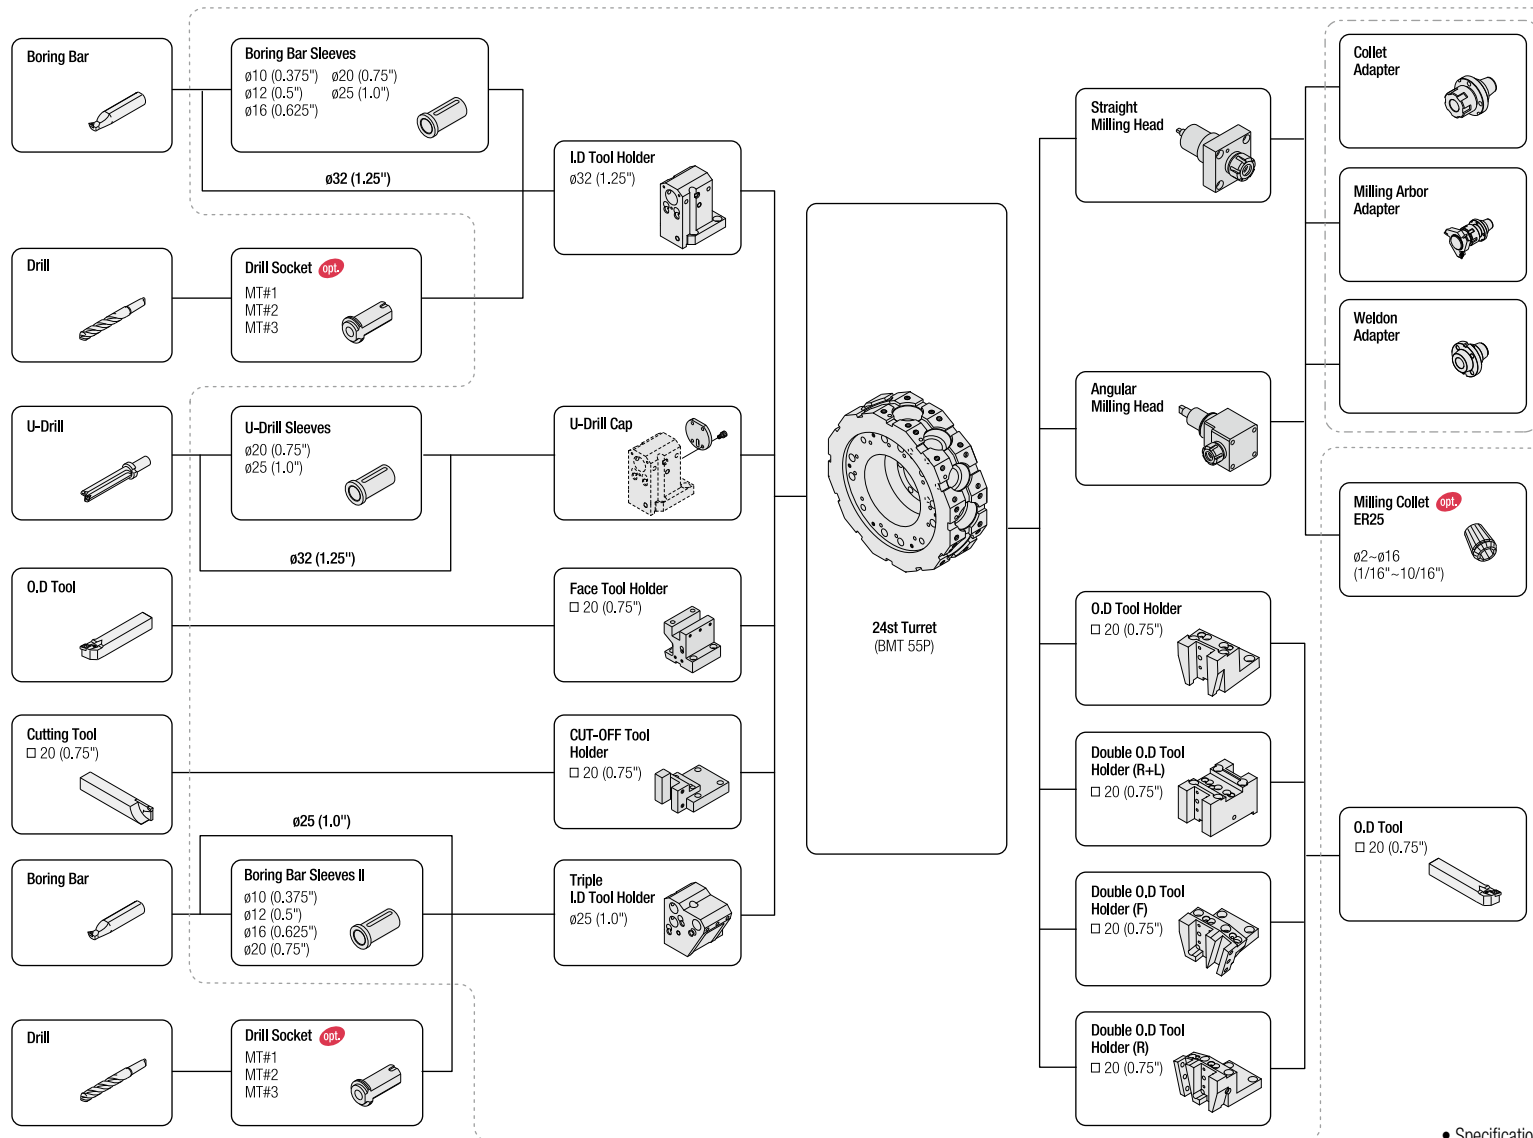 Boring Bar
Boring Bar Sleeves
ø10 (0.375") ø20 (0.75")
ø12 (0.5") ø25 (1.0")
ø16 (0.625")
ø32 (1.25")
I.D Tool Holder
ø32 (1.25")
Drill
Drill Socket opt.
MT#1
MT#2
MT#3
U-Drill
U-Drill Sleeves
ø20 (0.75")
ø25 (1.0")
ø32 (1.25")
U-Drill Cap
O.D Tool
Face Tool Holder
□ 20 (0.75")
Cutting Tool
□ 20 (0.75")
CUT-OFF Tool
Holder
□ 20 (0.75")
ø25 (1.0")
Boring Bar
Boring Bar Sleeves II
ø10 (0.375")
ø12 (0.5")
ø16 (0.625")
ø20 (0.75")
Triple
I.D Tool Holder
ø25 (1.0")
Drill
Drill Socket opt.
MT#1
MT#2
MT#3
24st Turret
(BMT 55P)
Straight
Milling Head
Angular
Milling Head
O.D Tool Holder
□ 20 (0.75")
Double O.D Tool
Holder (R+L)
□ 20 (0.75")
Double O.D Tool
Holder (F)
□ 20 (0.75")
Double O.D Tool
Holder (R)
□ 20 (0.75")
Collet
Adapter
Milling Arbor
Adapter
Weldon
Adapter
Milling Collet opt.
ER25
ø2~ø16
(1/16"~10/16")
O.D Tool
□ 20 (0.75")
• Specificatio